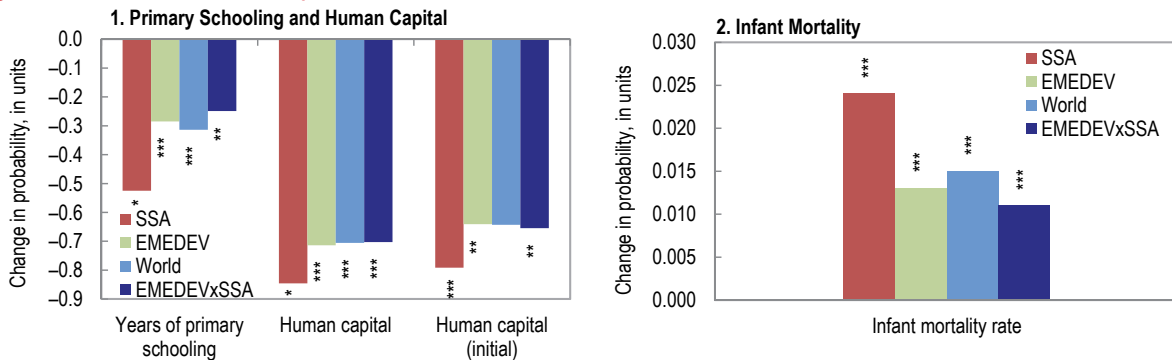 1. Primary Schooling and Human Capital
Change in probability, in units
0.0
–0.1
–0.2
–0.3
–0.4
–0.5
–0.6
–0.7
–0.8
–0.9
*
***
***
**
*
***
***
***
***
**
**
SSA
EMEDEV
World
EMEDEVxSSA
Years of primary
schooling
Human capital
Human capital
(initial)
2. Infant Mortality
Change in probability, in units
0.030
0.025
0.020
0.015
0.010
0.005
0.000
***
***
***
***
SSA
EMEDEV
World
EMEDEVxSSA
Infant mortality rate